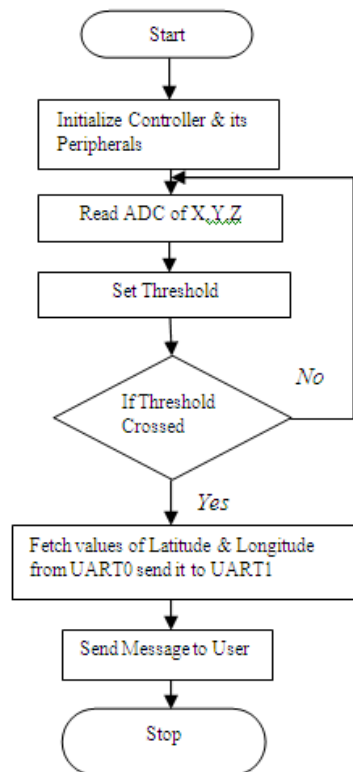 Start
Initialize Controller & its
Peripherals
Read ADC of X,Y,Z
Set Threshold
No
If Threshold
Crossed
Yes
Fetch values of Latitude & Longitude
from UART0 send it to UART1
Send Message to User
Stop